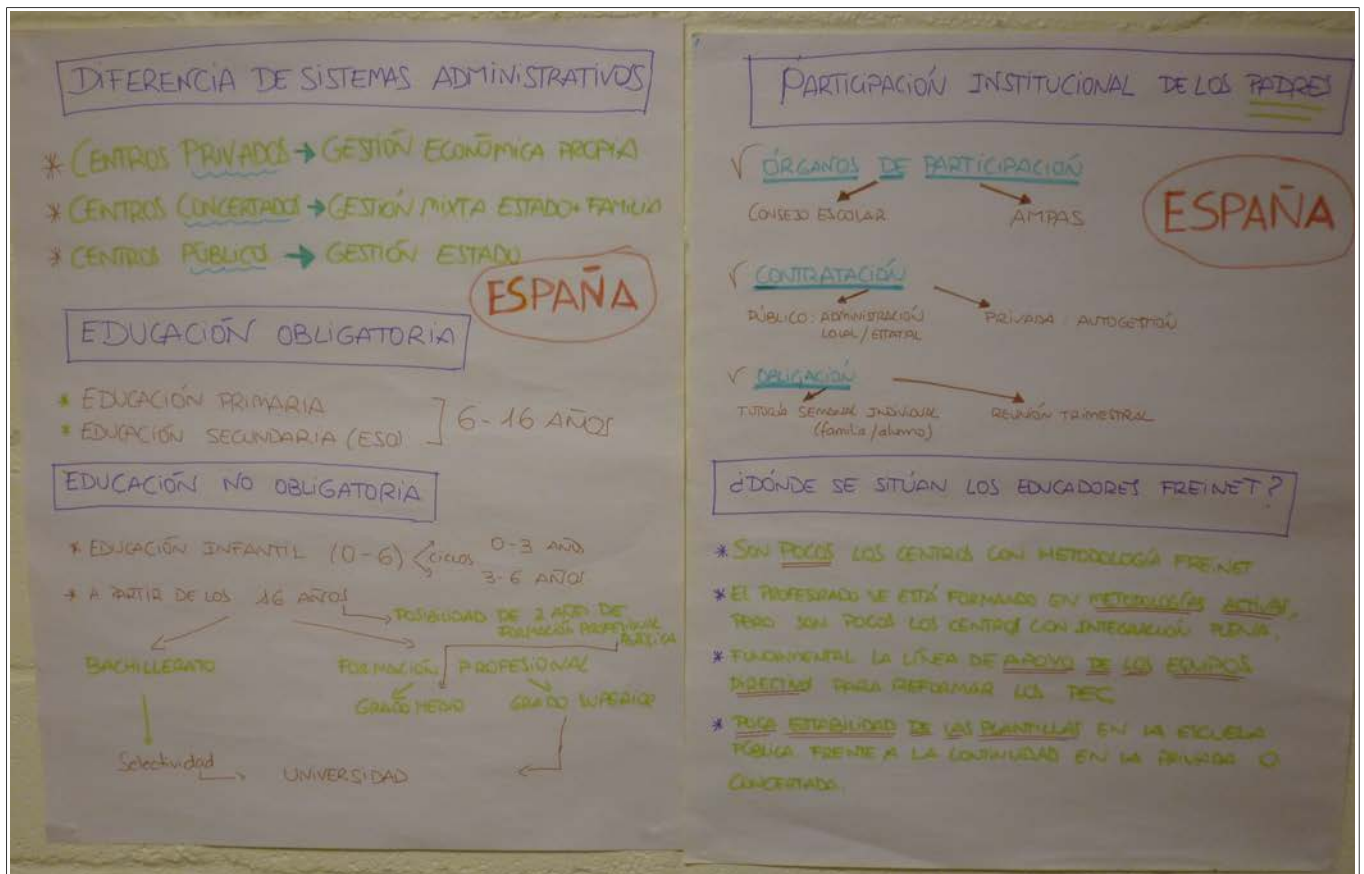 DIFERENCIA DE SISTEMAS ADMINISTRATIVOS
* CENTROS PRIVADOS → GESTIÓN ECONÓMICA PROPIA
* CENTROS CONCERTADOS → GESTIÓN MIXTA ESTADO + FAMILIA
* CENTROS PÚBLICOS → GESTIÓN ESTADO
ESPAÑA
EDUCACIÓN OBLIGATORIA
* EDUCACIÓN PRIMARIA
* EDUCACIÓN SECUNDARIA (ESO)
6-16 AÑOS
EDUCACIÓN NO OBLIGATORIA
* EDUCACIÓN INFANTIL (0-6) CICLOS
0-3 AÑOS
3-6 AÑOS
* A PARTIR DE LOS 16 AÑOS
POSIBILIDAD DE 2 AÑOS DE
FORMACIÓN PROFESIONAL
BÁSICA
BACHILLERATO
FORMACIÓN PROFESIONAL
GRADO MEDIO
GRADO SUPERIOR
Selectividad
UNIVERSIDAD
PARTICIPACIÓN INSTITUCIONAL DE LOS PADRES
√ ÓRGANOS DE PARTICIPACIÓN
CONSEJO ESCOLAR
AMPAS
ESPAÑA
√ CONTRATACIÓN
PÚBLICO: ADMINISTRACIÓN
LOCAL/ESTATAL
PRIVADA: AUTOGESTIÓN
√ OBLIGACIÓN
TUTORÍA SEMANAL INDIVIDUAL
(familia/alumno)
REUNIÓN TRIMESTRAL
¿DÓNDE SE SITÚAN LOS EDUCADORES FREINET?
* SON POCOS LOS CENTROS CON METODOLOGÍA FREINET
* EL PROFESORADO SE ESTÁ FORMANDO EN METODOLOGÍAS ACTIVAS,
PERO SON POCOS LOS CENTROS CON INTEGRACIÓN PLENA.
* FUNDAMENTAL LA LÍNEA DE APOYO DE LOS EQUIPOS
DIRECTIVOS PARA REFORMAR LOS PEC
* POCA ESTABILIDAD DE LAS PLANTILLAS EN LA ESCUELA
PÚBLICA FRENTE A LA CONTINUIDAD EN LA PRIVADA O
CONCERTADA.